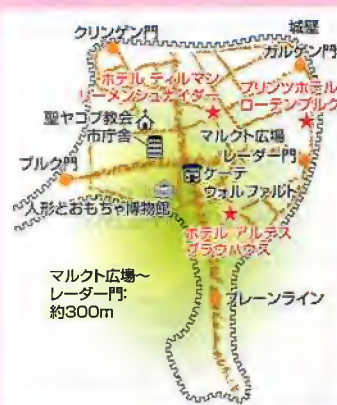 クリンゲン門
城壁
ガルゲン門
ホテル ティルマン
リーメンシュナイダー
プリンツホテル
ローテンブルク
聖ヤコブ教会
市庁舎
マルクト広場
レーダー門
ブルク門
ケーテ
ウォルファルト
人形とおもちゃ博物館
ホテル アルテス
ブラウハウス
マルクト広場～
レーダー門:
約300m
プレーンライン